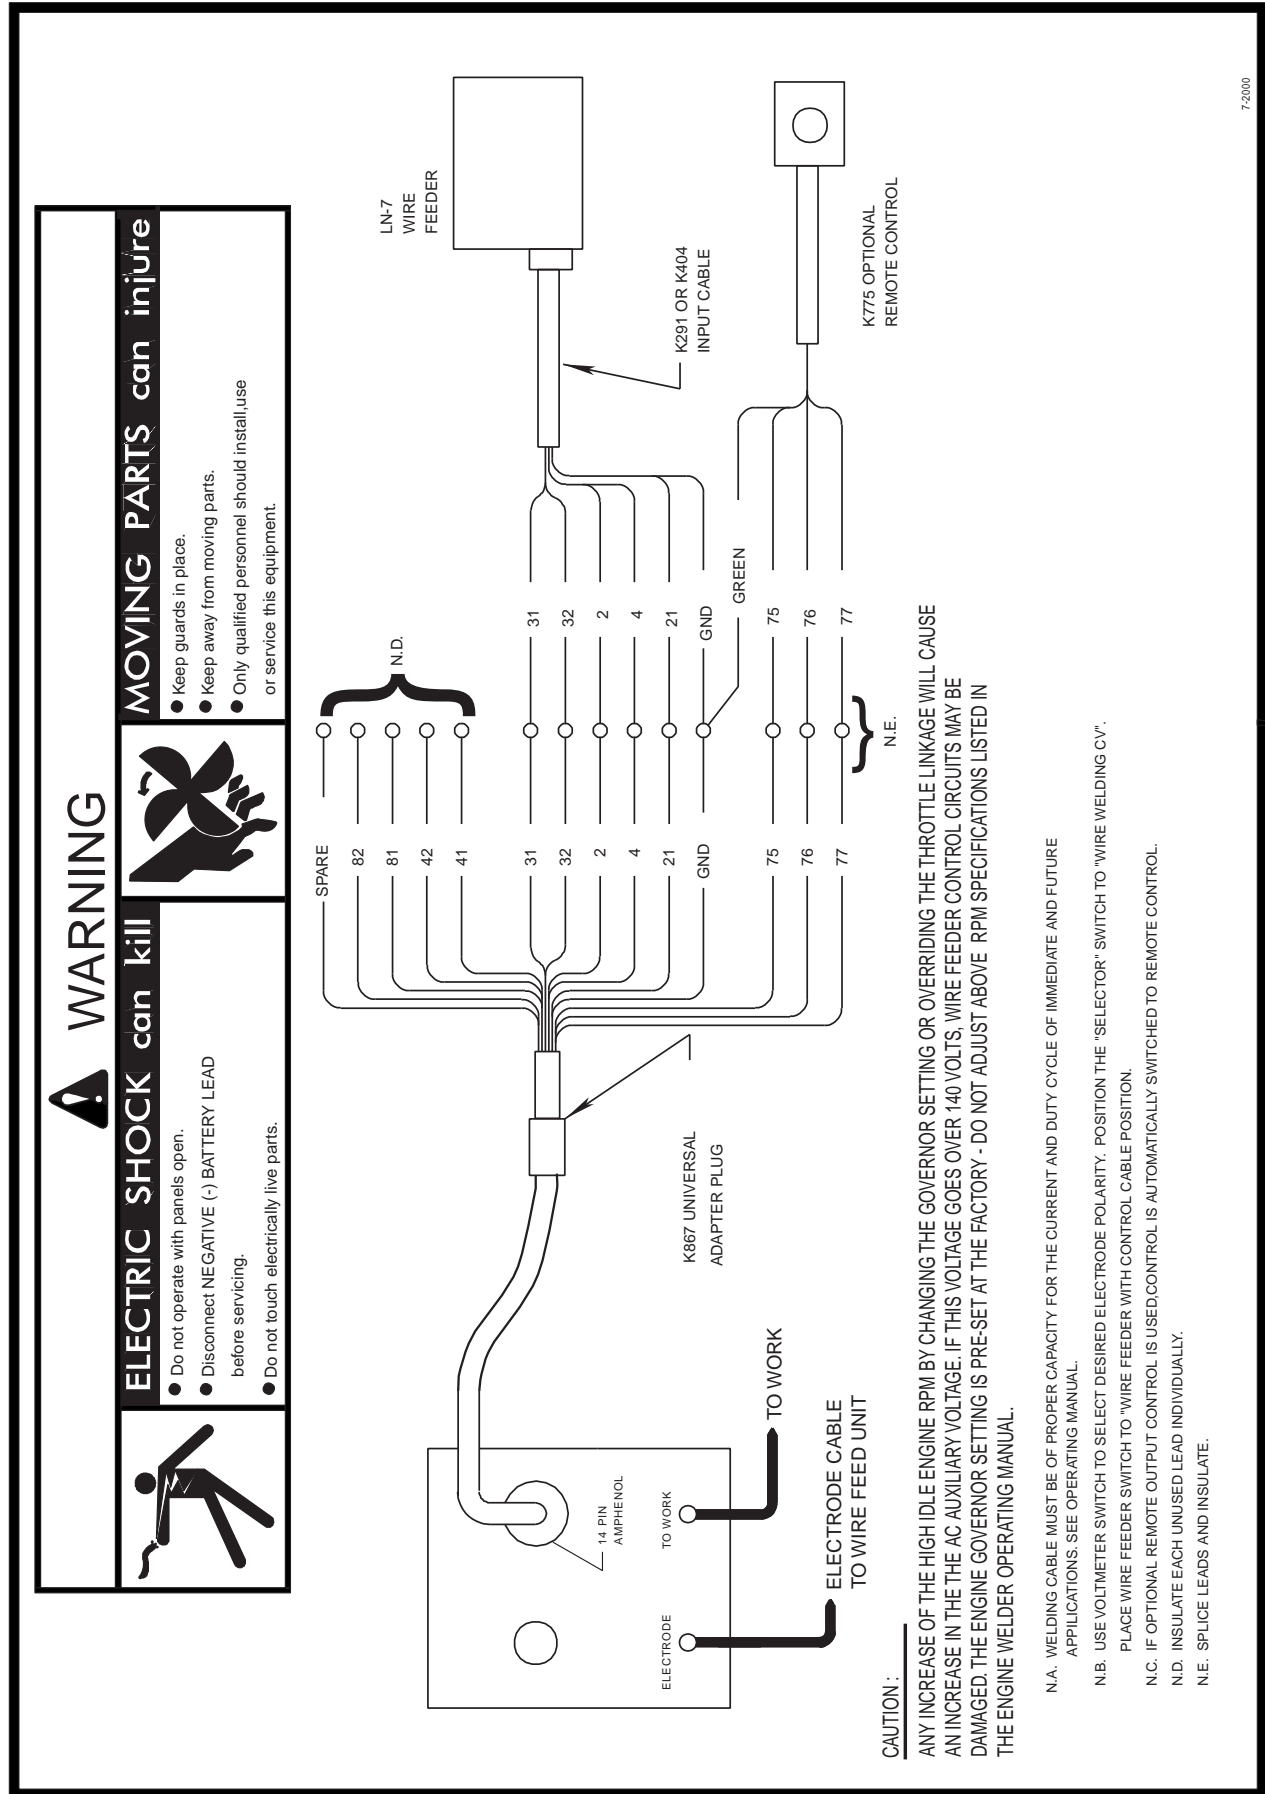 WARNING
ELECTRIC SHOCK can kill
● Do not operate with panels open.
● Disconnect NEGATIVE (-) BATTERY LEAD
before servicing.
● Do not touch electrically live parts.
MOVING PARTS can injure
● Keep guards in place.
● Keep away from moving parts.
● Only qualified personnel should install,use
or service this equipment.
14 PIN
AMPHENOL
ELECTRODE
TO WORK
TO WORK
ELECTRODE CABLE
TO WIRE FEED UNIT
K867 UNIVERSAL
ADAPTER PLUG
SPARE
82
81
42
41
31
32
2
4
21
GND
75
76
77
N.D.
31
32
2
4
21
GND
GREEN
75
76
77
N.E.
LN-7
WIRE
FEEDER
K291 OR K404
INPUT CABLE
K775 OPTIONAL
REMOTE CONTROL
CAUTION :
ANY INCREASE OF THE HIGH IDLE ENGINE RPM BY CHANGING THE GOVERNOR SETTING OR OVERRIDING THE THROTTLE LINKAGE WILL CAUSE
AN INCREASE IN THE THE AC AUXILIARY VOLTAGE. IF THIS VOLTAGE GOES OVER 140 VOLTS, WIRE FEEDER CONTROL CIRCUITS MAY BE
DAMAGED. THE ENGINE GOVERNOR SETTING IS PRE-SET AT THE FACTORY - DO NOT ADJUST ABOVE RPM SPECIFICATIONS LISTED IN
THE ENGINE WELDER OPERATING MANUAL.
N.A. WELDING CABLE MUST BE OF PROPER CAPACITY FOR THE CURRENT AND DUTY CYCLE OF IMMEDIATE AND FUTURE
APPLICATIONS. SEE OPERATING MANUAL.
N.B. USE VOLTMETER SWITCH TO SELECT DESIRED ELECTRODE POLARITY. POSITION THE "SELECTOR" SWITCH TO "WIRE WELDING CV".
PLACE WIRE FEEDER SWITCH TO "WIRE FEEDER WITH CONTROL CABLE POSITION.
N.C. IF OPTIONAL REMOTE OUTPUT CONTROL IS USED,CONTROL IS AUTOMATICALLY SWITCHED TO REMOTE CONTROL.
N.D. INSULATE EACH UNUSED LEAD INDIVIDUALLY.
N.E. SPLICE LEADS AND INSULATE.
7-2000